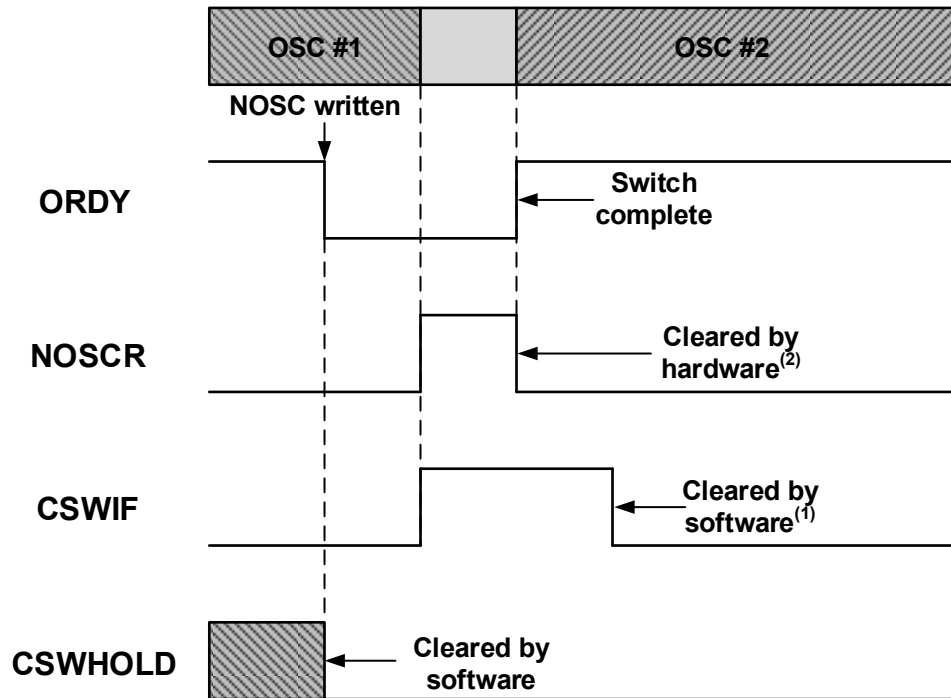 OSC #1
OSC #2
NOSC written
ORDY
Switch
complete
NOSCR
Cleared by
hardware(2)
CSWIF
Cleared by
software(1)
CSWHOLD
Cleared by
software